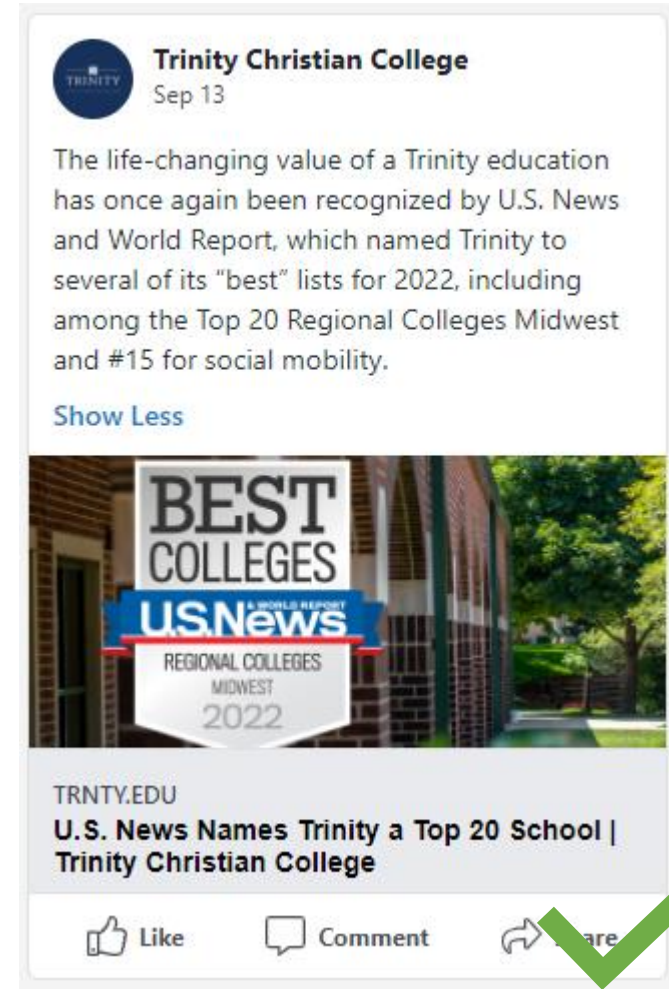 TRINITY
Trinity Christian College
Sep 13
The life-changing value of a Trinity education
has once again been recognized by U.S. News
and World Report, which named Trinity to
several of its “best” lists for 2022, including
among the Top 20 Regional Colleges Midwest
and #15 for social mobility.
Show Less
BEST
COLLEGES
U.S.News
& WORLD REPORT
REGIONAL COLLEGES
MIDWEST
2022
TRNTY.EDU
U.S. News Names Trinity a Top 20 School |
Trinity Christian College
Like Comment